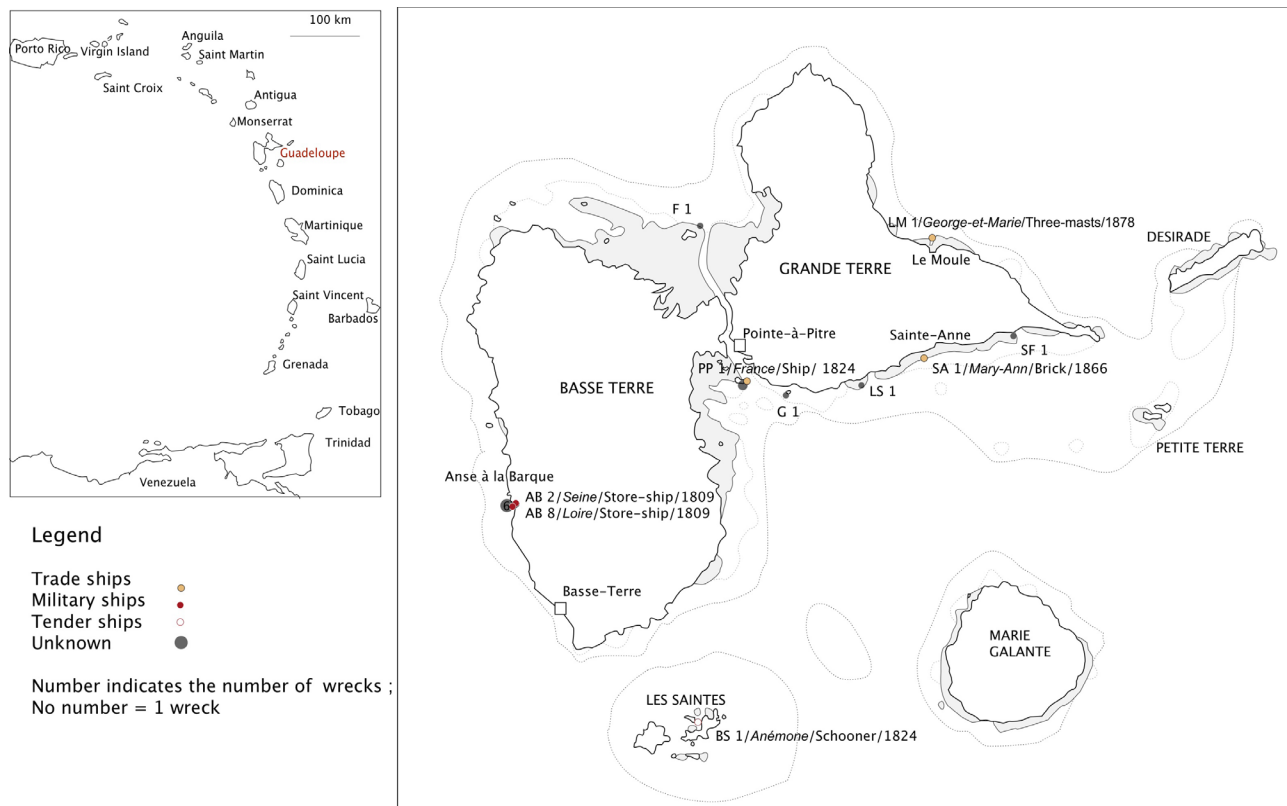 100 km
Porto Rico
Virgin Island
Anguila
Saint Martin
Saint Croix
Antigua
Monserrat
Guadeloupe
Dominica
Martinique
Saint Lucia
Saint Vincent
Barbados
Grenada
Tobago
Trinidad
Venezuela
Legend
Trade ships
Military ships
Tender ships
Unknown
Number indicates the number of wrecks ;
No number = 1 wreck
F 1
LM 1/George-et-Marie/Three-masts/1878
Le Moule
DESIRADE
GRANDE TERRE
Pointe-à-Pitre
Sainte-Anne
SF 1
PP 1/France/Ship/ 1824
SA 1/Mary-Ann/Brick/1866
BASSE TERRE
LS 1
G 1
PETITE TERRE
Anse à la Barque
6
AB 2/Seine/Store-ship/1809
AB 8/Loire/Store-ship/1809
Basse-Terre
MARIE
GALANTE
LES SAINTES
BS 1/Anémone/Schooner/1824